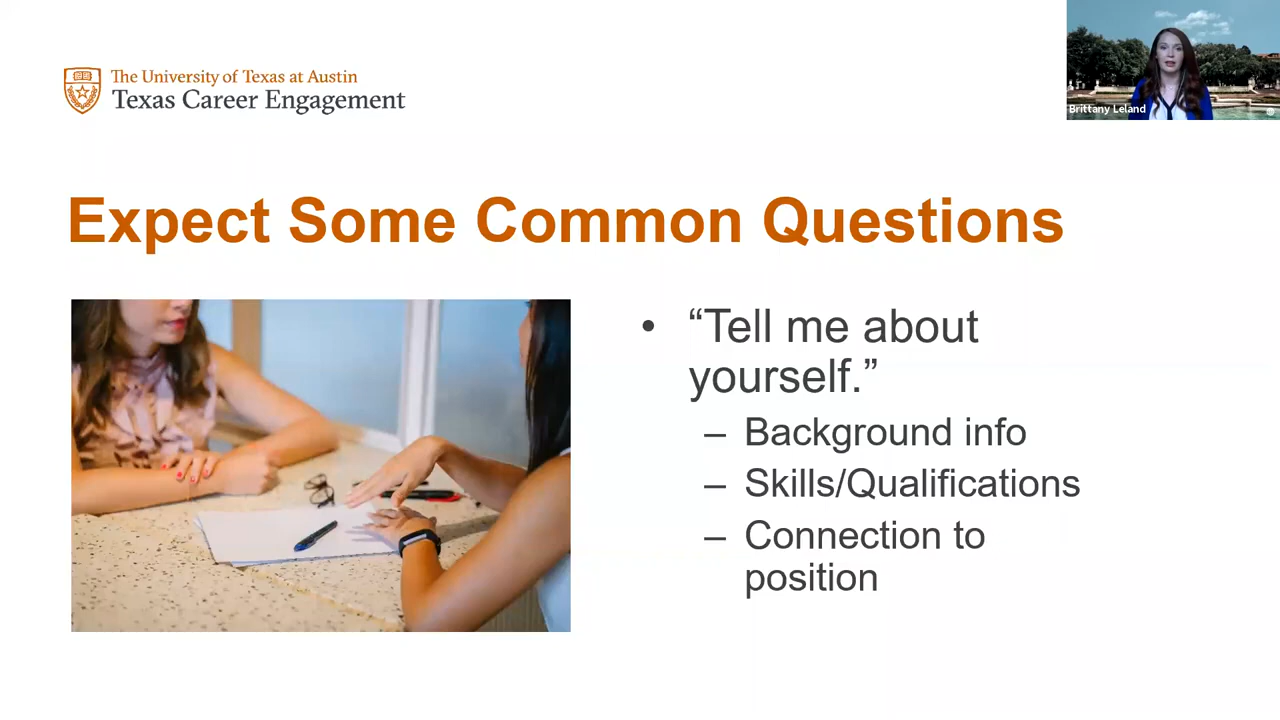 The University of Texas at Austin
Texas Career Engagement
Brittany Leland
Expect Some Common Questions
• “Tell me about
yourself.”
– Background info
– Skills/Qualifications
– Connection to
position